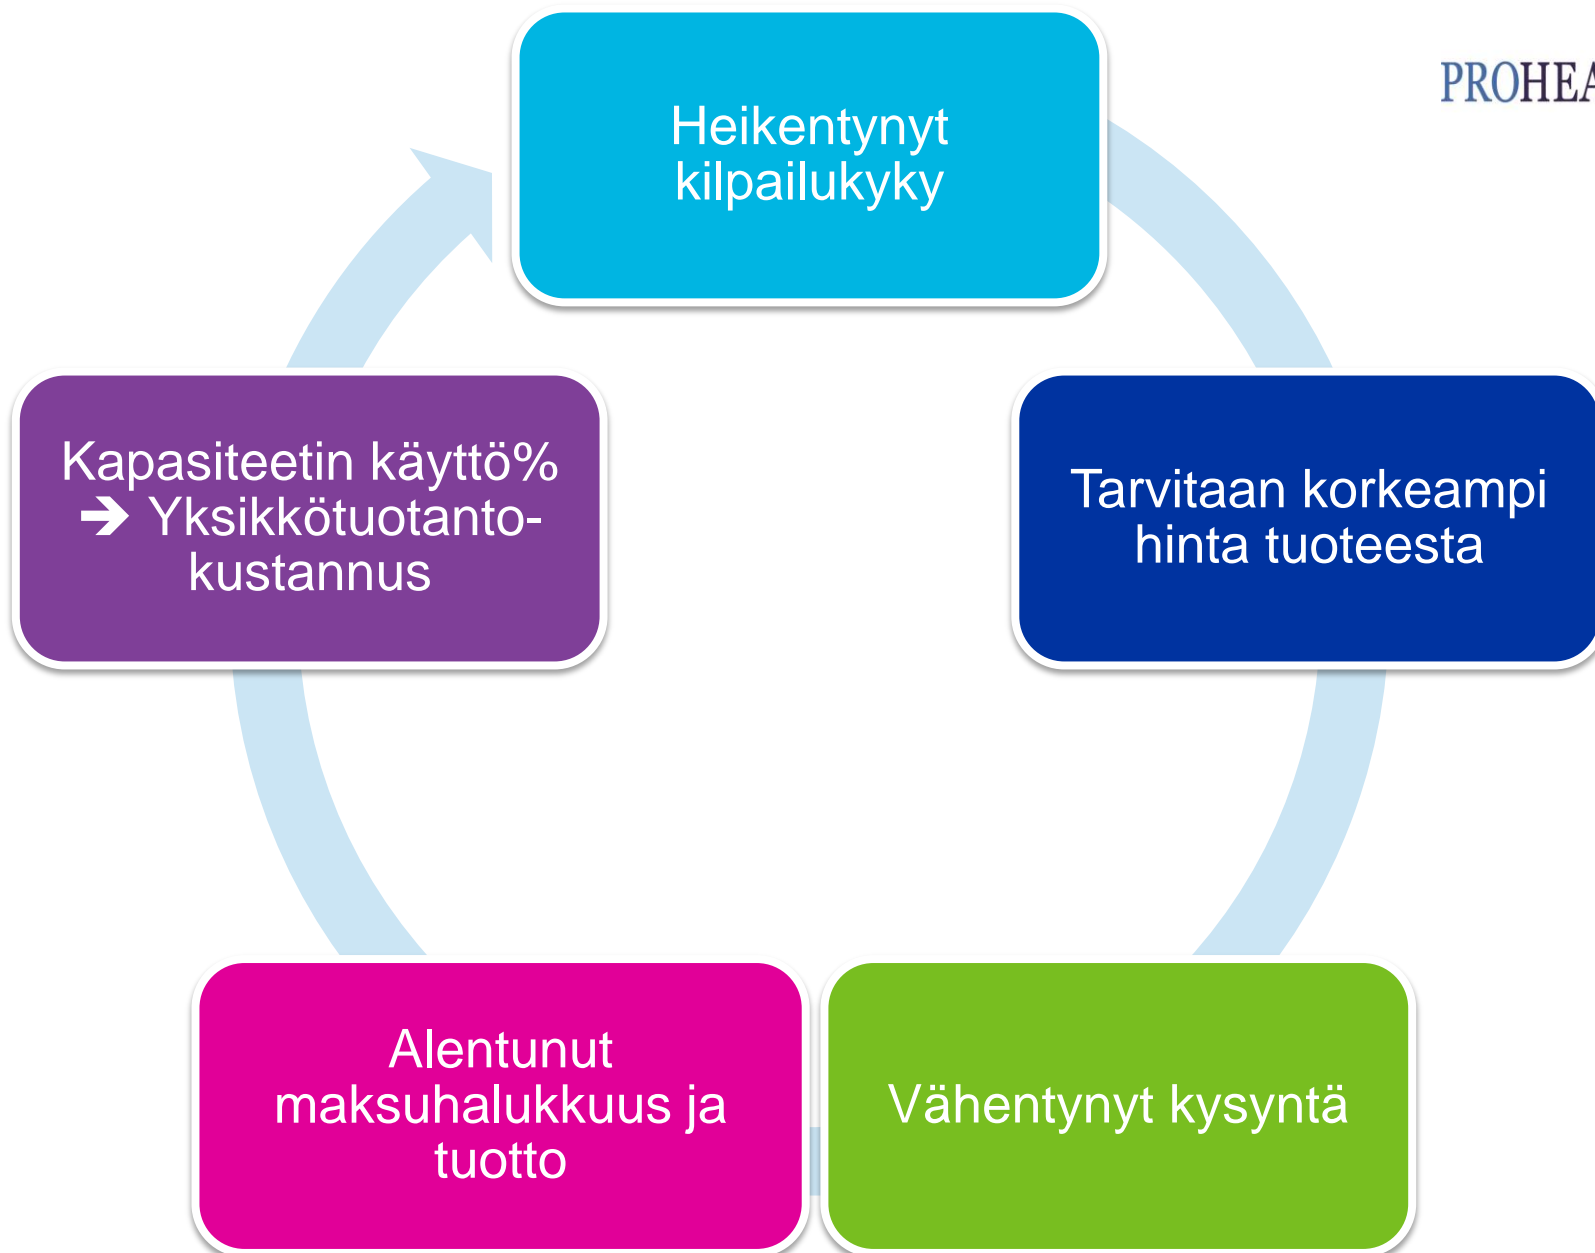 PROHEA
Heikentynyt
kilpailukyky
Tarvitaan korkeampi
hinta tuoteesta
Vähentynyt kysyntä
Alentunut
maksuhalukkuus ja
tuotto
Kapasiteetin käyttö%
➔ Yksikkötuotanto-
kustannus